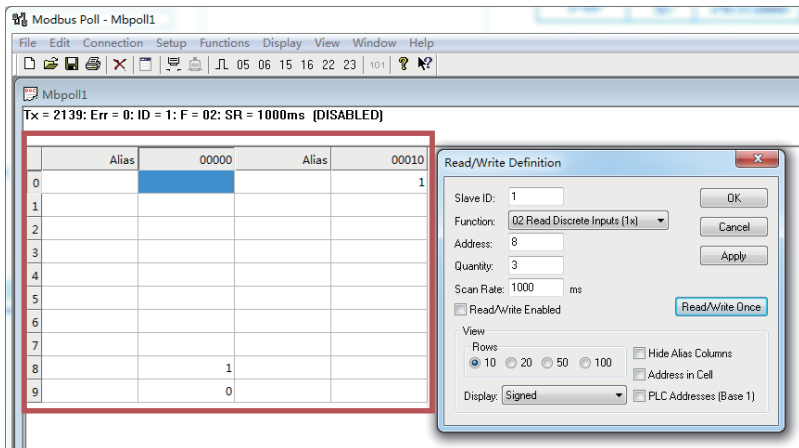 Modbus Poll - Mbpoll1
File Edit Connection Setup Functions Display View Window Help
05 06 15 16 22 23 101
Mbpoll1
Tx = 2139: Err = 0: ID = 1: F = 02: SR = 1000ms (DISABLED)
Alias 00000 Alias 00010
0 1
1
2
3
4
5
6
7
8 1
9 0
Read/Write Definition
Slave ID: 1
OK
Function: 02 Read Discrete Inputs (1x)
Cancel
Address: 8
Quantity: 3
Apply
Scan Rate: 1000 ms
Read/Write Enabled
Read/Write Once
View
Rows
10 20 50 100
Hide Alias Columns
Address in Cell
Display: Signed
PLC Addresses (Base 1)